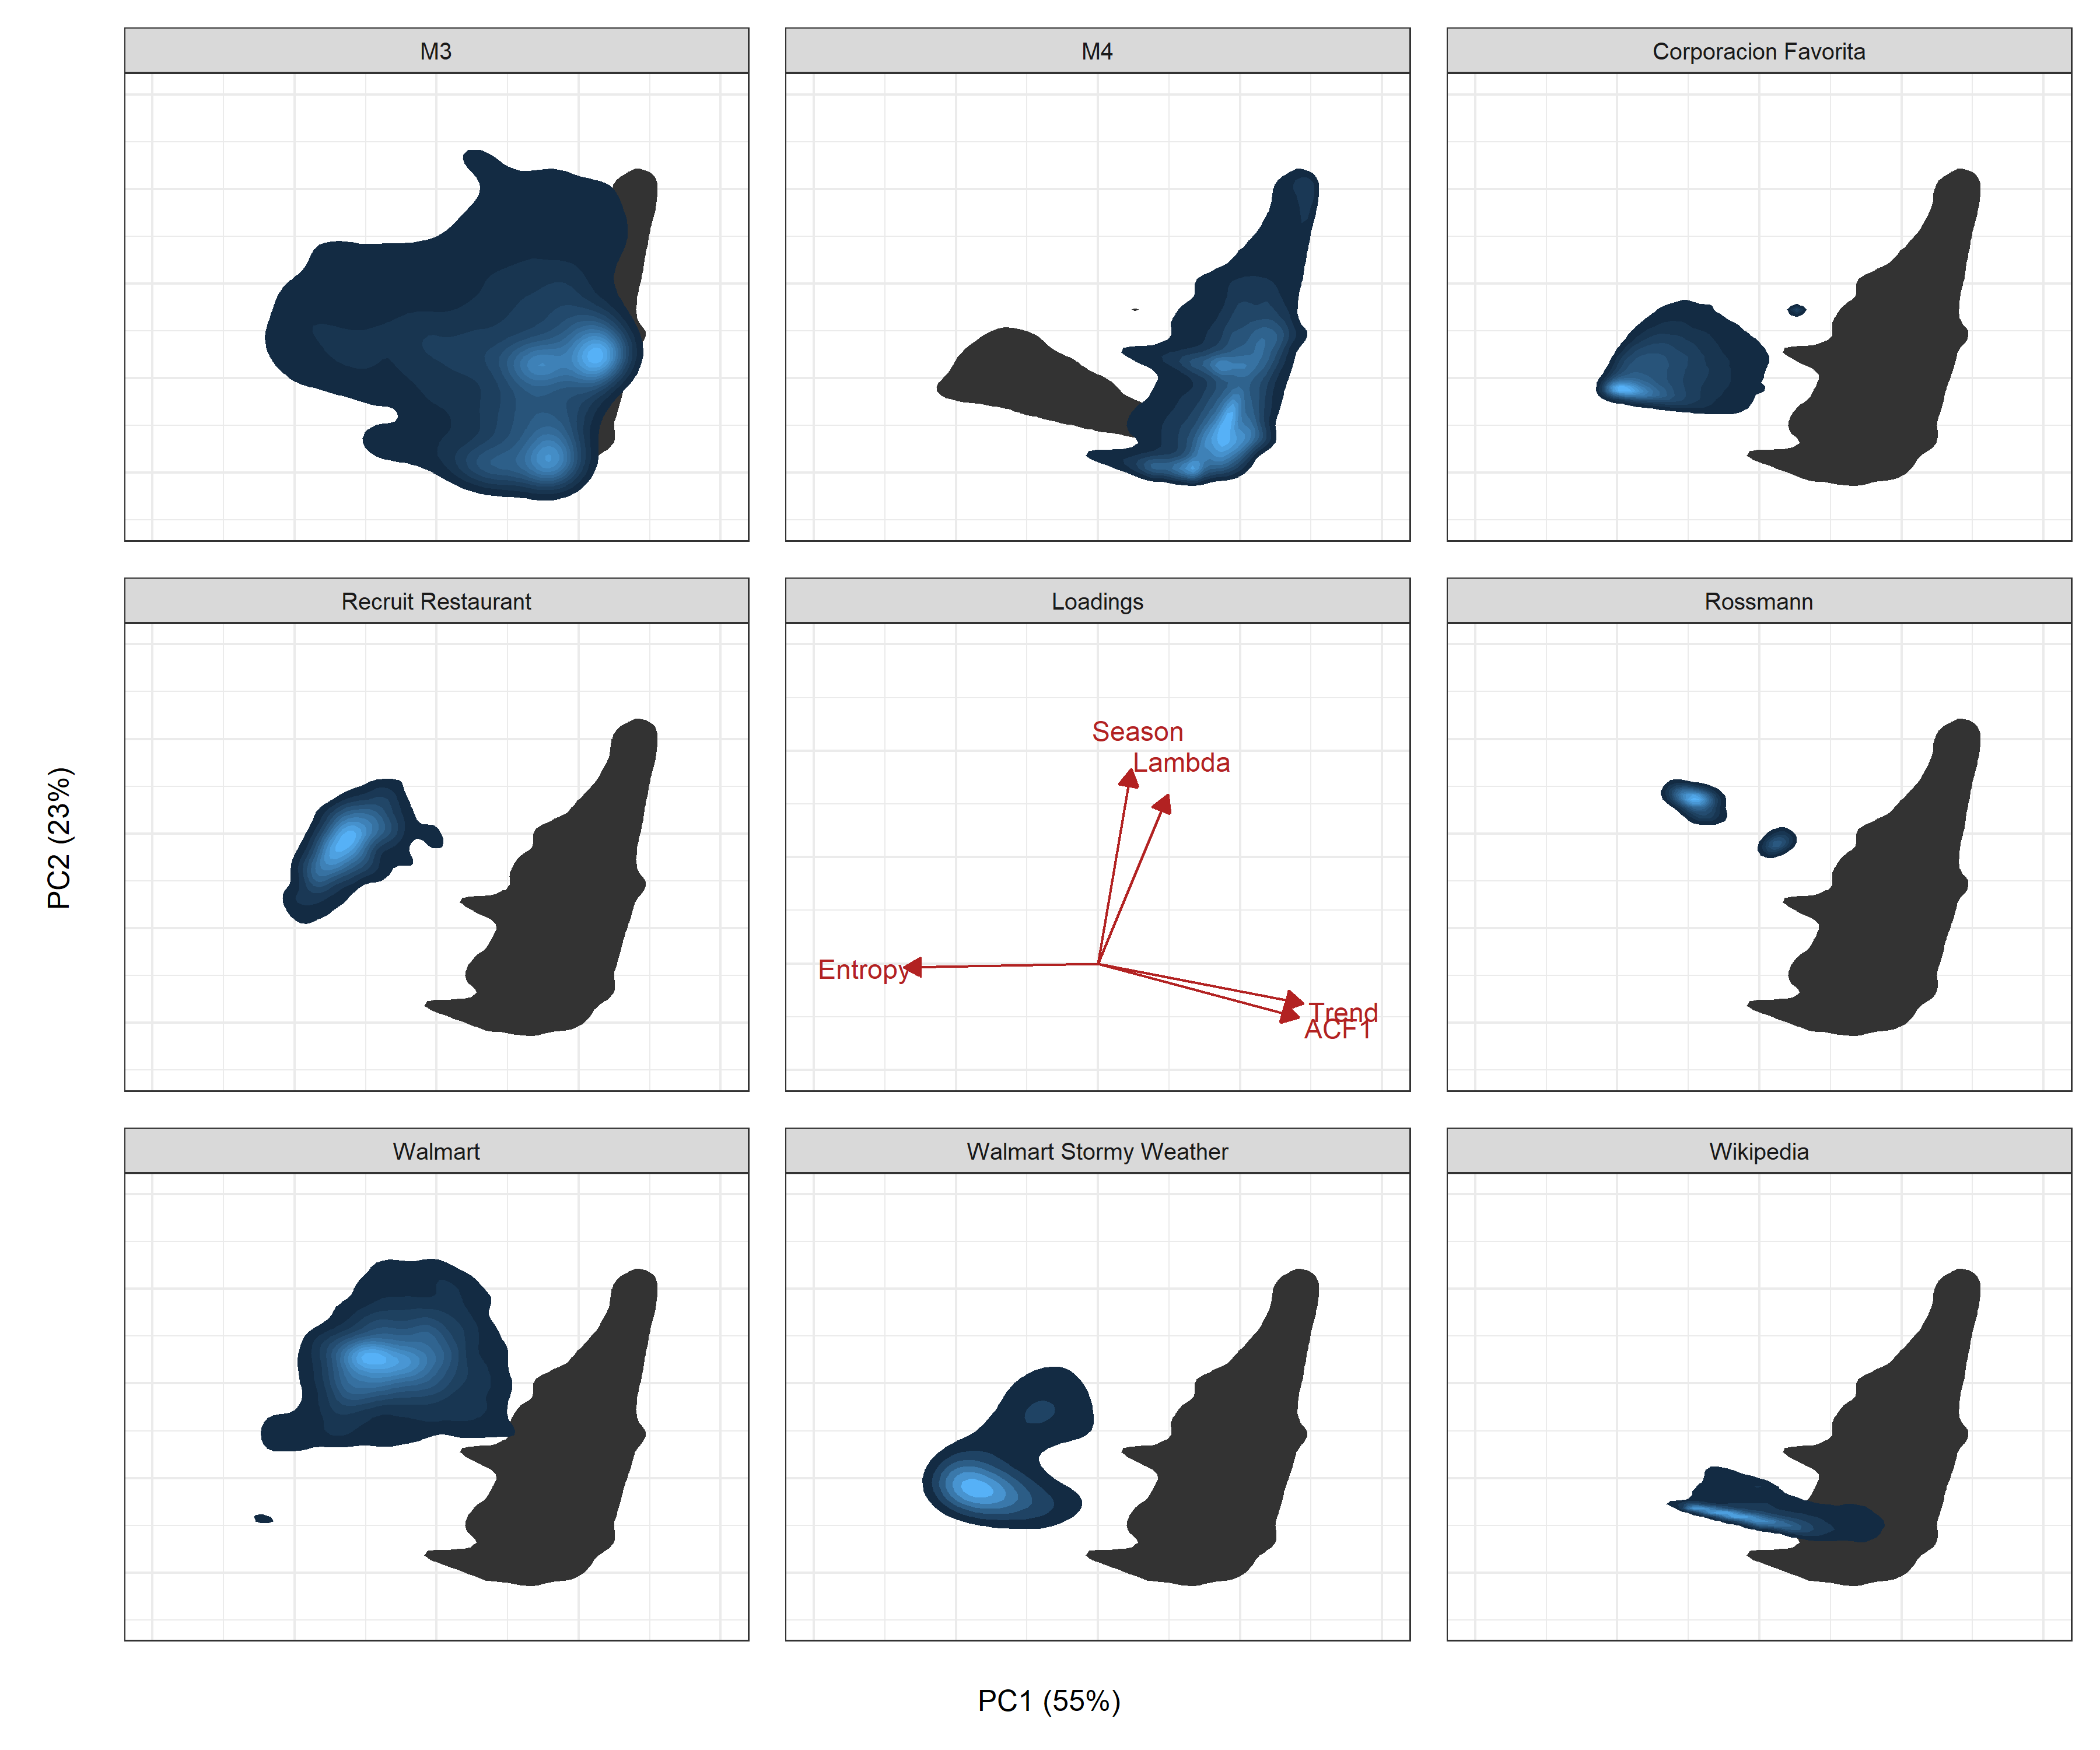 M3
M4
Corporacion Favorita
Recruit Restaurant
Loadings
Rossmann
Season
Lambda
Entropy
Trend
ACF1
PC2 (23%)
Walmart
Walmart Stormy Weather
Wikipedia
PC1 (55%)